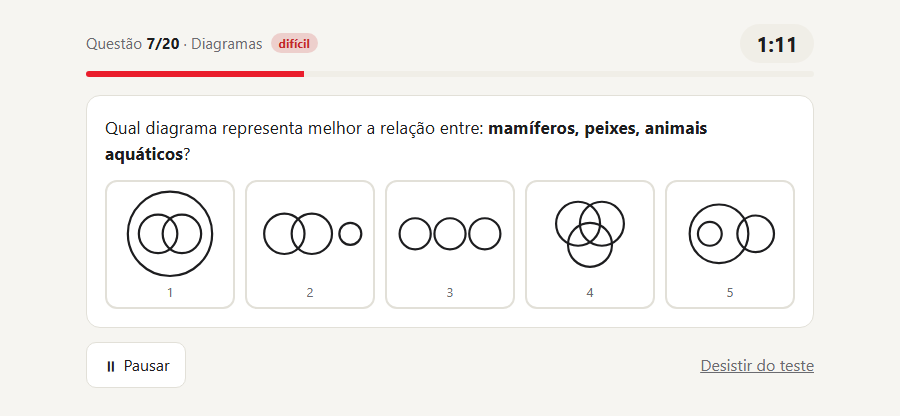 Questão 7/20 · Diagramas difícil
1:11
Qual diagrama representa melhor a relação entre: mamíferos, peixes, animais
aquáticos?
1 2 3 4 5
Pausar
Desistir do teste